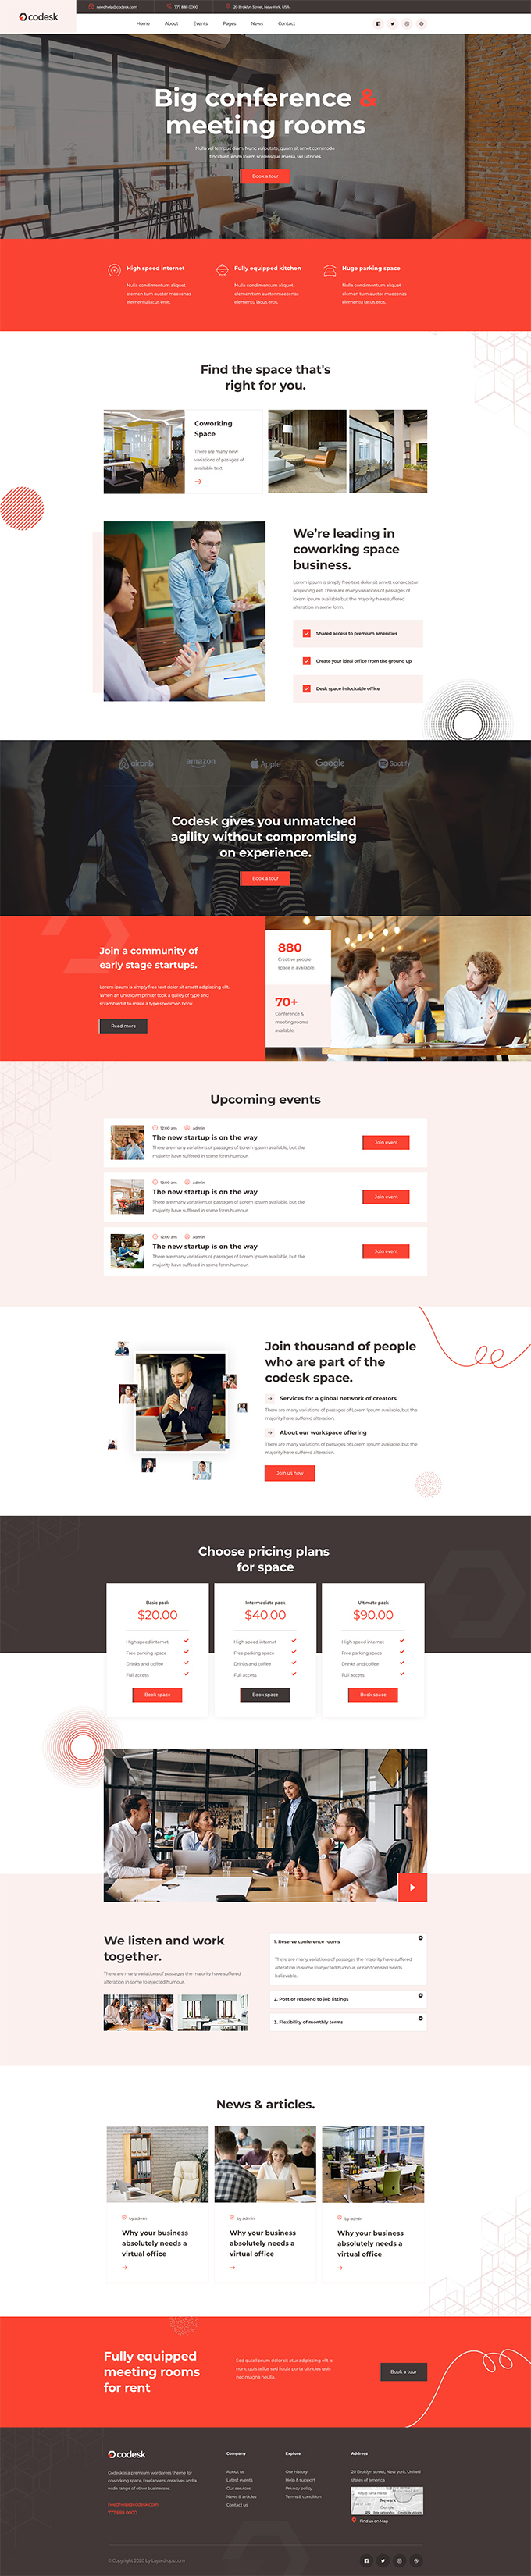 codesk
needhelp@codesk.com
777 888 0000
20 Broklyn Street, New York. USA
Home
About
Events
Pages
News
Contact
Big conference &
meeting rooms
Nulla vel tempus diam. Nunc vulputate, quam sit amet commodo
tincidunt, enim lorem scelerisque massa, vel ultricies.
Book a tour
High speed internet
Nulla condimentum aliquet
elemen tum auctor maecenas
elementu lacus eros.
Fully equipped kitchen
Nulla condimentum aliquet
elemen tum auctor maecenas
elementu lacus eros.
Huge parking space
Nulla condimentum aliquet
elemen tum auctor maecenas
elementu lacus eros.
Find the space that's
right for you.
Coworking
Space
There are many new
variations of pasages of
available text.
We're leading in
coworking space
business.
Lorem ipsum is simply free text dolor sit amett consectetur
adipiscing elitt. There are many variations of passages of
lorem ipsum available but the majority have suffered
alteration in some form.
Shared access to premium amenities
Create your ideal office from the ground up
Desk space in lockable office
airbnb
amazon
Apple
Google
Spotify
Codesk gives you unmatched
agility without compromising
on experience.
Book a tour
Join a community of
early stage startups.
Lorem Ipsum is simply free text dolor sit ametst adipiscing elit.
When an unknown printer took a galley of type and
scrambled it to make a type specimen book.
Read more
880
Creative people
space is available.
70+
Conference &
meeting rooms
available.
Upcoming events
12:00 am
admin
The new startup is on the way
There are many variations of passages of Lorem Ipsum available, but the
majority have suffered in some form humour.
Join event
12:00 am
admin
The new startup is on the way
There are many variations of passages of Lorem Ipsum available, but the
majority have suffered in some form humour.
Join event
12:00 am
admin
The new startup is on the way
There are many variations of passages of Lorem Ipsum available, but the
majority have suffered in some form humour.
Join event
Join thousand of people
who are part of the
codesk space.
Services for a global network of creators
There are many variations of passages of Lorem Ipsum available, but the
majority have suffered alteration.
About our workspace offering
There are many variations of passages of Lorem Ipsum available, but the
majority have suffered alteration.
Join us now
Choose pricing plans
for space
Basic pack
$20.00
High speed internet
Free parking space
Drinks and coffee
Full access
Book space
Intermediate pack
$40.00
High speed internet
Free parking space
Drinks and coffee
Full access
Book space
Ultimate pack
$90.00
High speed internet
Free parking space
Drinks and coffee
Full access
Book space
We listen and work
together.
There are many variations of passages the majority have suffered
alteration in some fo injected humour.
1. Reserve conference rooms
There are many variations of passages the majority have suffered
alteration in some fo injected humour, or randomised words
believable.
2. Post or respond to job listings
3. Flexibility of monthly terms
News & articles.
by admin
Why your business
absolutely needs a
virtual office
by admin
Why your business
absolutely needs a
virtual office
by admin
Why your business
absolutely needs a
virtual office
Fully equipped
meeting rooms
for rent
Sed quis lipsum dolor sit atur adipiscing elit is
nunc quis tellus sed ligula porta ultricies quis
nec magna neulla.
Book a tour
codesk
Codesk is a premium wordpress theme for
coworking space, freelancers, creatives and a
wide range of other businesses.
needhelp@codesk.com
777 888 0000
Company
About us
Latest events
Our services
News & articles
Contact us
Explore
Our history
Help & support
Privacy policy
Terms & condition
Address
20 Broklyn street, New york. United
states of america
Newark
Find us on Map
© Copyright 2020 by Layerdrops.com